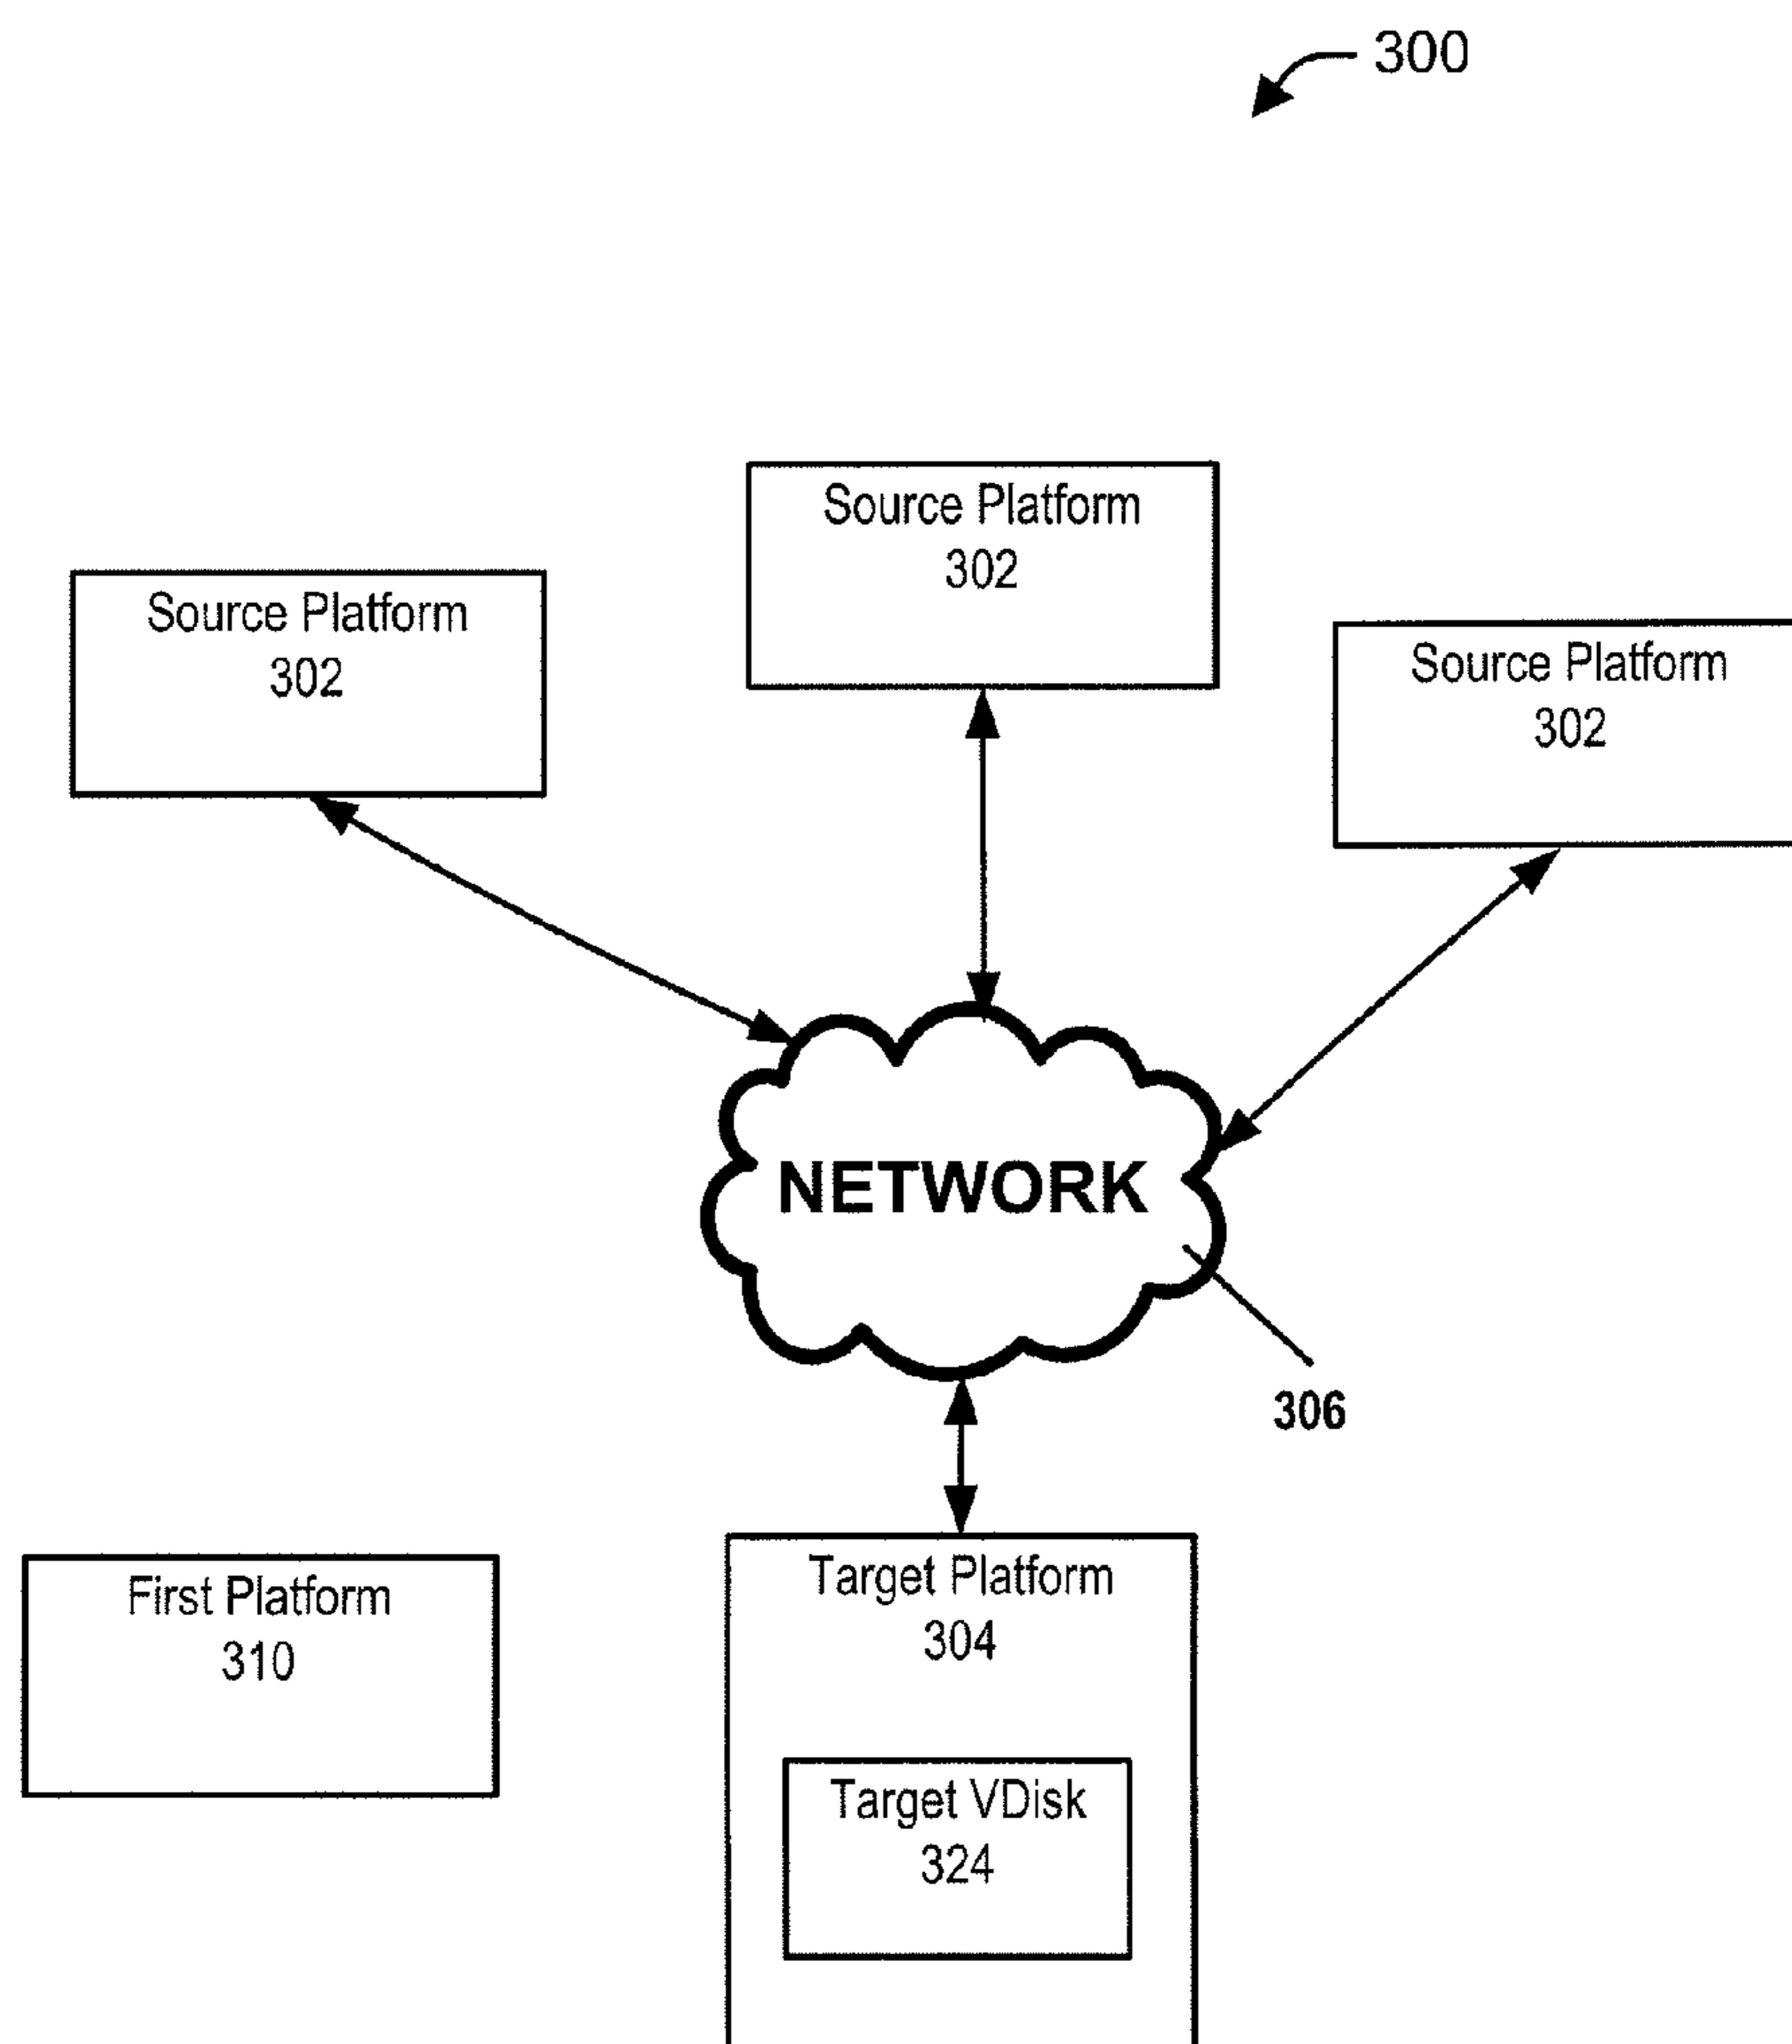 300
Source Platform
302
Source Platform
302
Source Platform
302
NETWORK
306
First Platform
310
Target Platform
304
Target VDisk
324